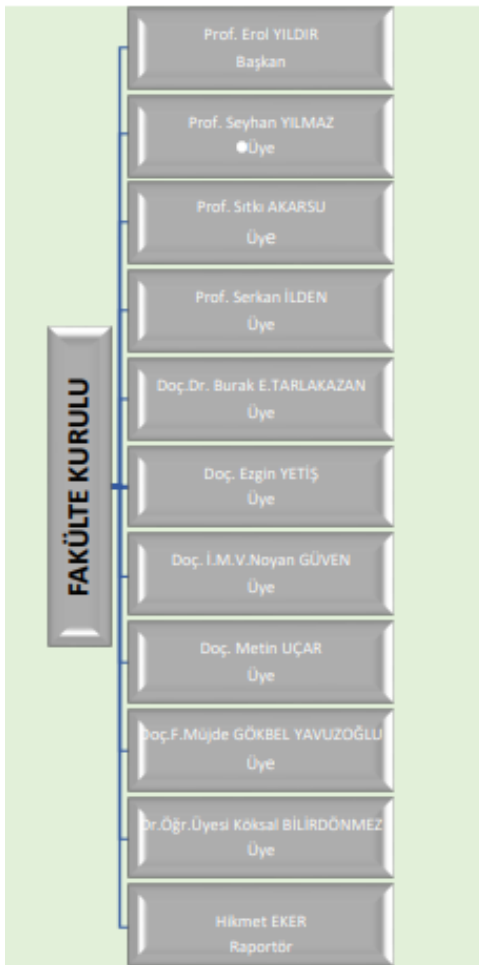 FAKÜLTE KURULU
Prof. Erol YILDIR
Başkan
Prof. Seyhan YILMAZ
Üye
Prof. Sıtkı AKARSU
Üye
Prof. Serkan İLDEN
Üye
Doç.Dr. Burak E.TARLAKAZAN
Üye
Doç. Ezgin YETİŞ
Üye
Doç. İ.M.V.Noyan GÜVEN
Üye
Doç. Metin UÇAR
Üye
Doç.F.Müjde GÖKBEL YAVUZOĞLU
Üye
Dr.Öğr.Üyesi Köksal BİLİRDÖNMEZ
Üye
Hikmet EKER
Raportör